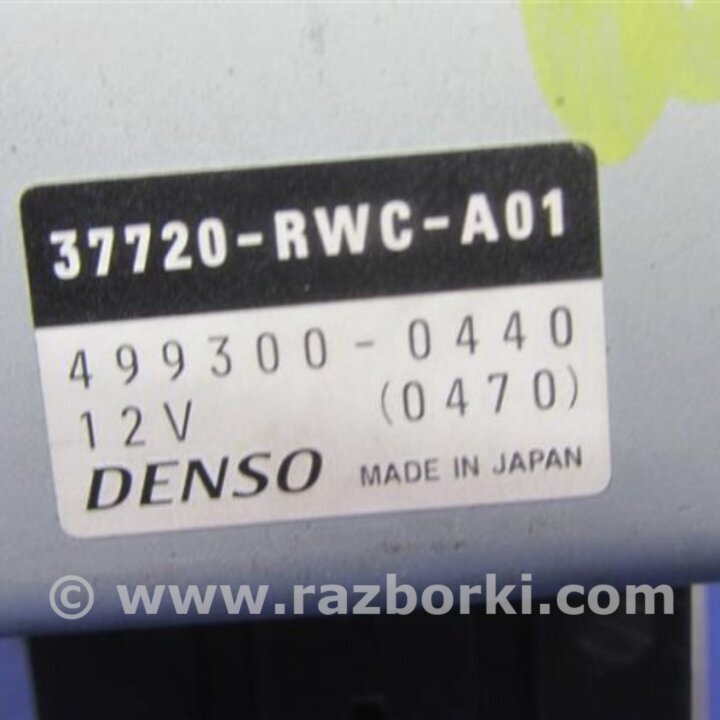 37720-RWC-A01
499300-0440
12V (0470)
DENSO MADE IN JAPAN
© www.razborki.com